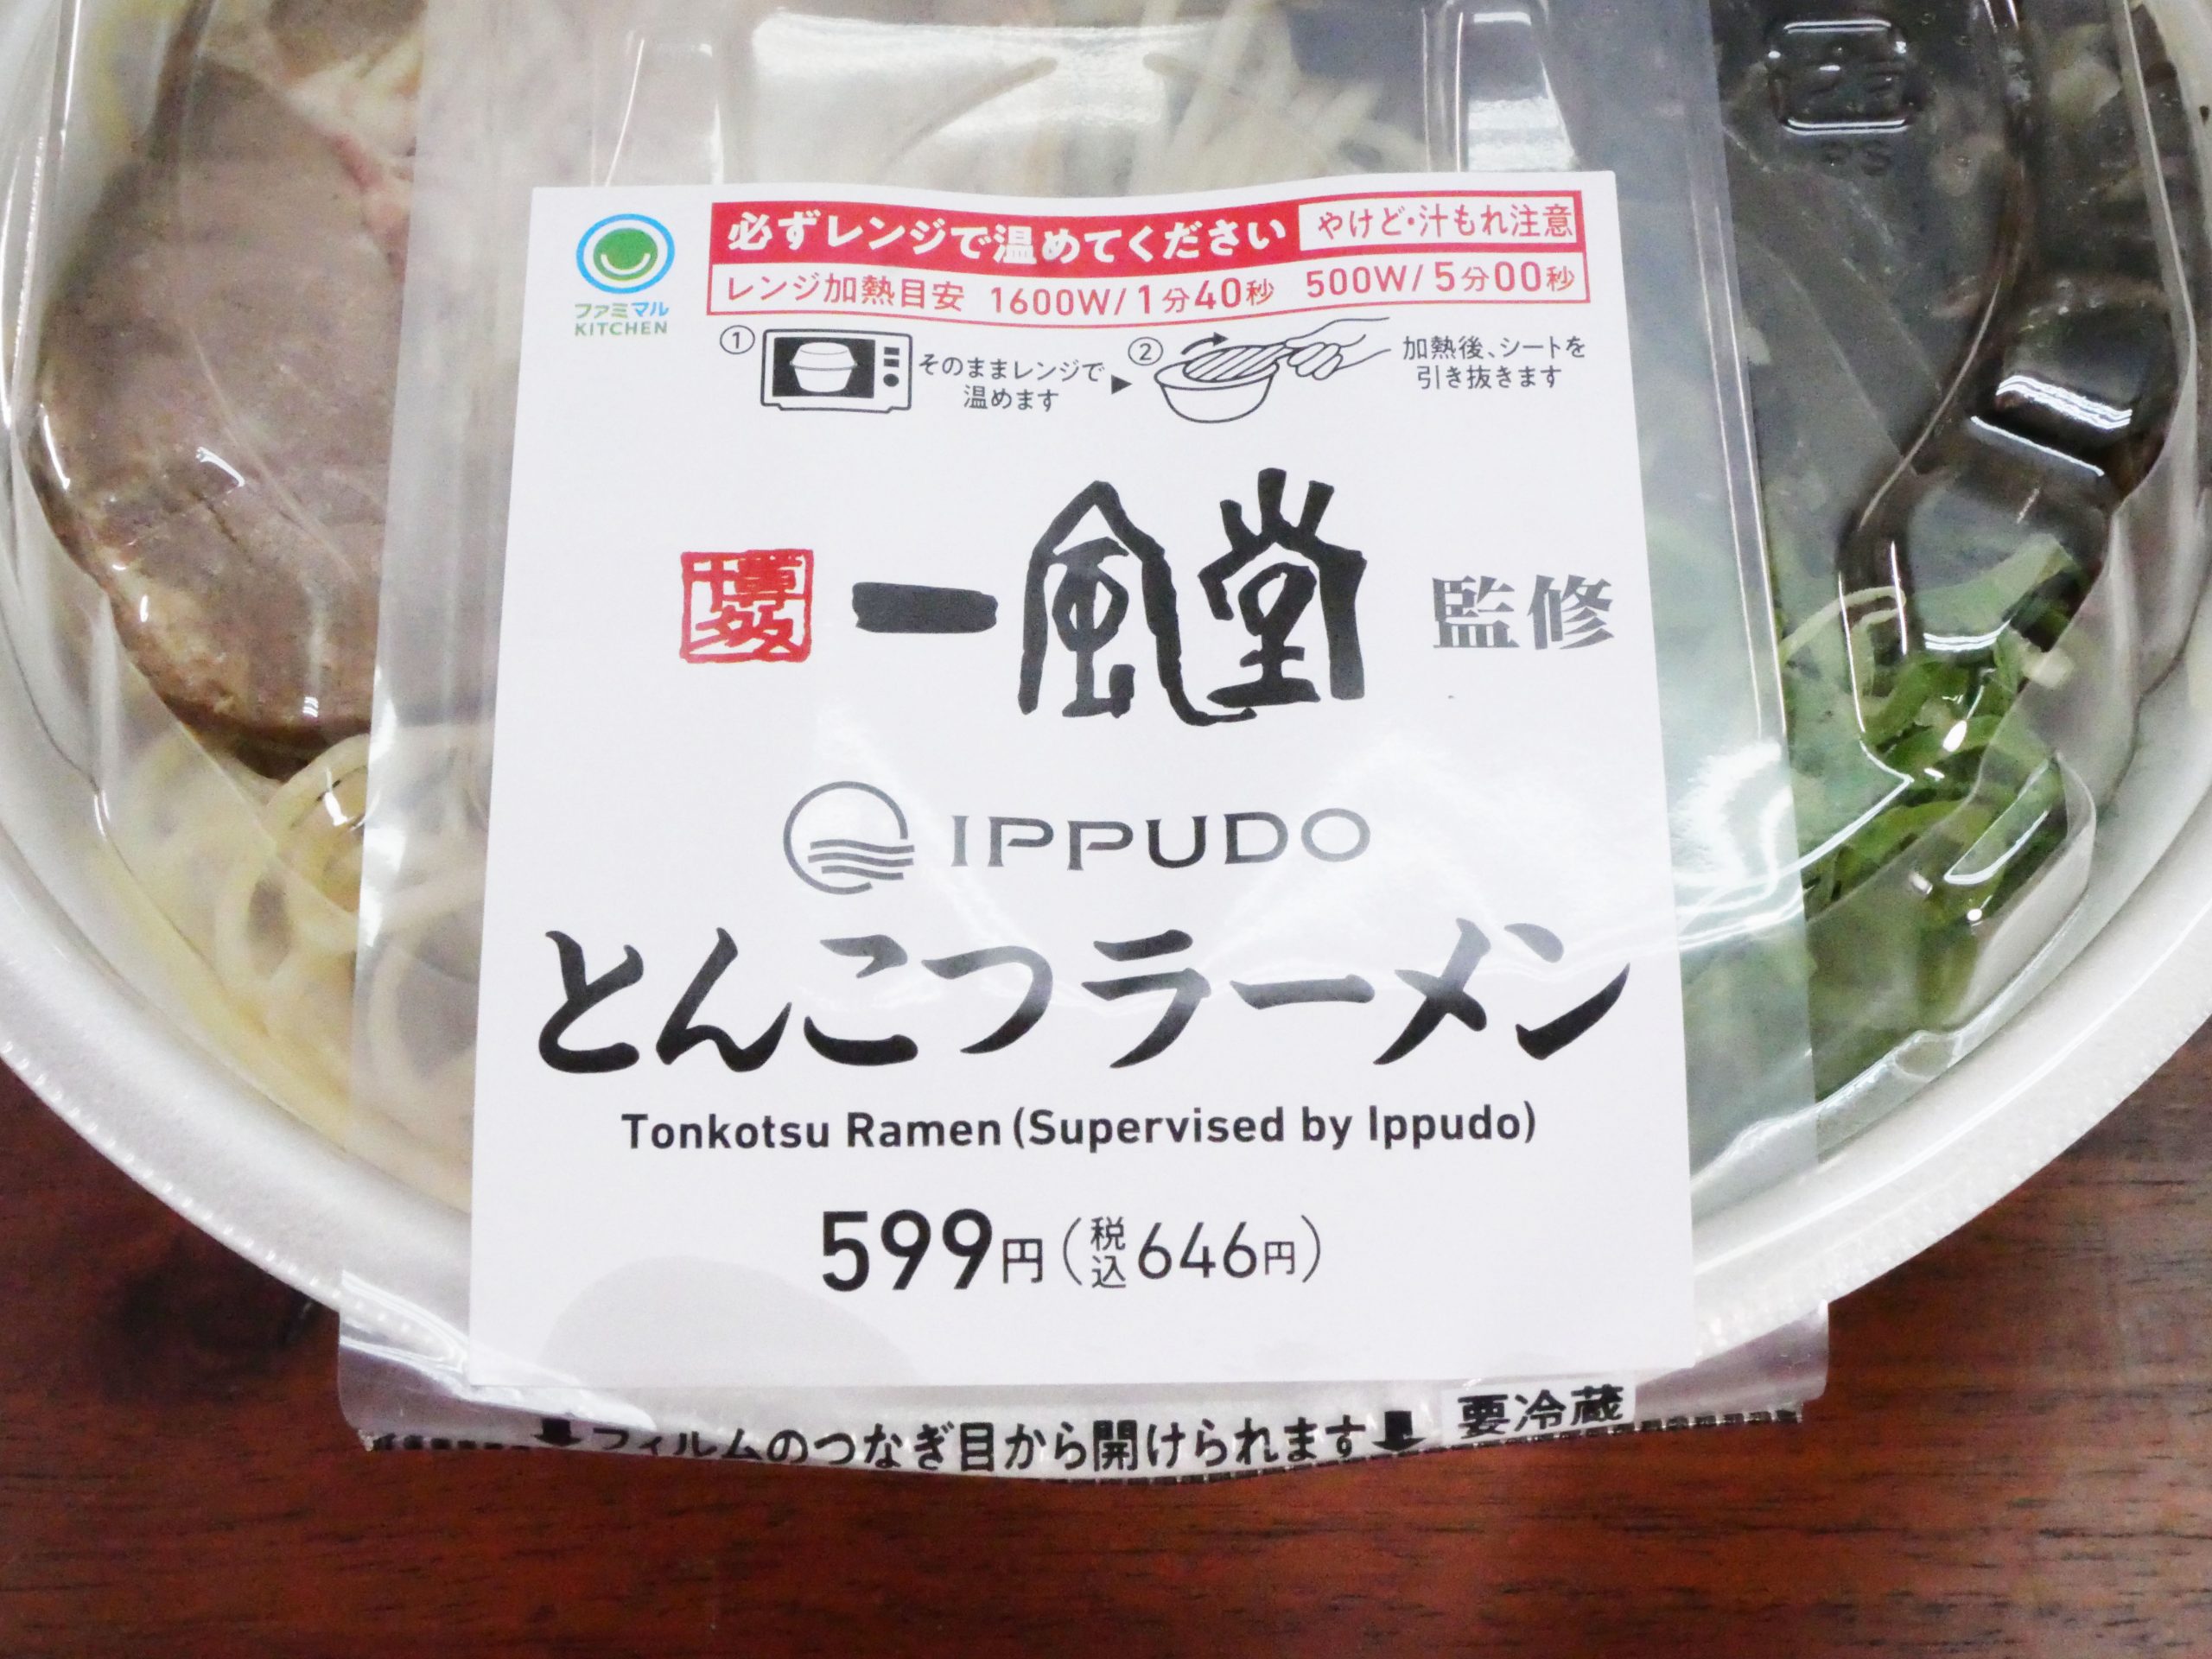 ファミマル
KITCHEN
必ずレンジで温めてください やけど・汁もれ注意
レンジ加熱目安 1600W/1分40秒 500W/5分00秒
① そのままレンジで
温めます
② 加熱後、シートを
引き抜きます
博多 一風堂 監修
IPPUDO
とんこつラーメン
Tonkotsu Ramen (Supervised by Ippudo)
599円(税込646円)
フィルムのつなぎ目から開けられます 要冷蔵